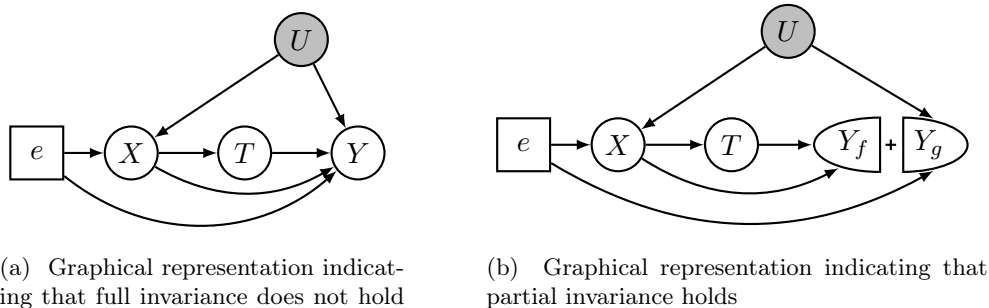 U
e
X
T
Y
U
e
X
T
Y_f
+
Y_g
(a) Graphical representation indicat-
ing that full invariance does not hold
(b) Graphical representation indicating that
partial invariance holds